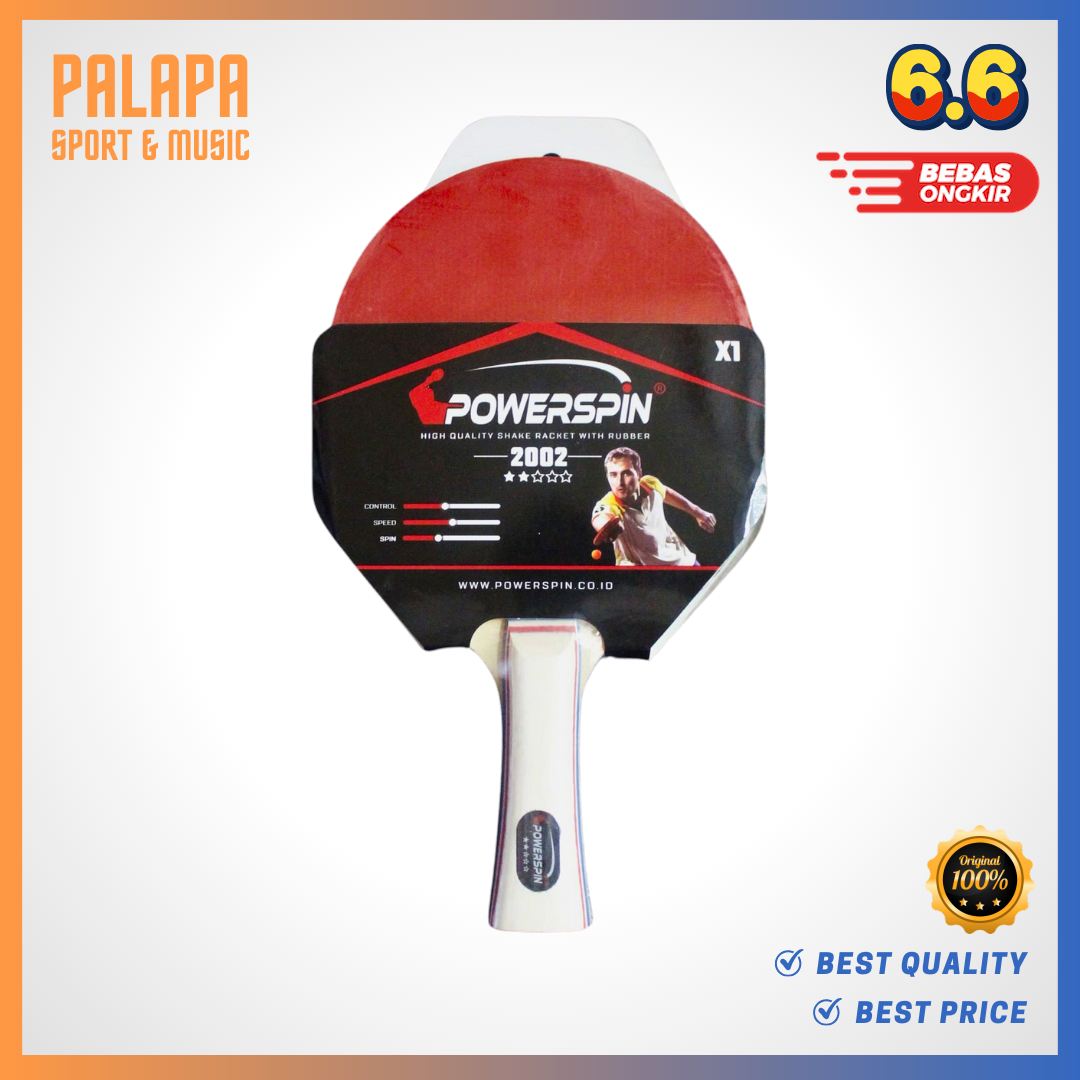 PALAPA
SPORT & MUSIC
6.6
BEBAS
ONGKIR
X1
POWERSPIN®
HIGH QUALITY SHAKE RACKET WITH RUBBER
2002
CONTROL
SPEED
SPIN
WWW.POWERSPIN.CO.ID
POWERSPIN
Original
100%
BEST QUALITY
BEST PRICE